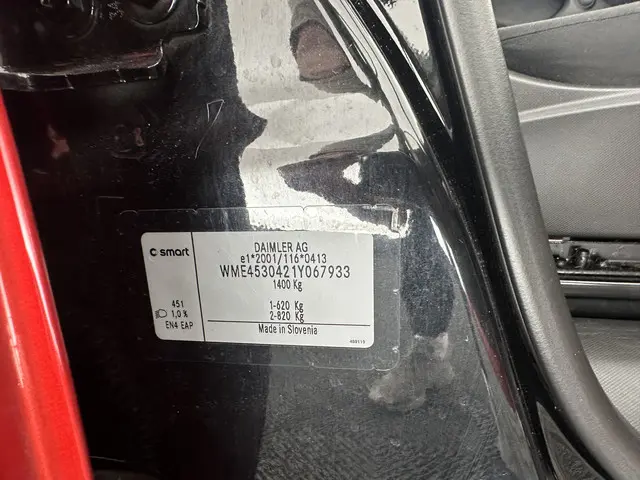 smart
DAIMLER AG
e1*2001/116*0413
WME4530421Y067933
1400 Kg
451
1-620 Kg
1,0 %
2-820 Kg
EN4 EAP
Made in Slovenia